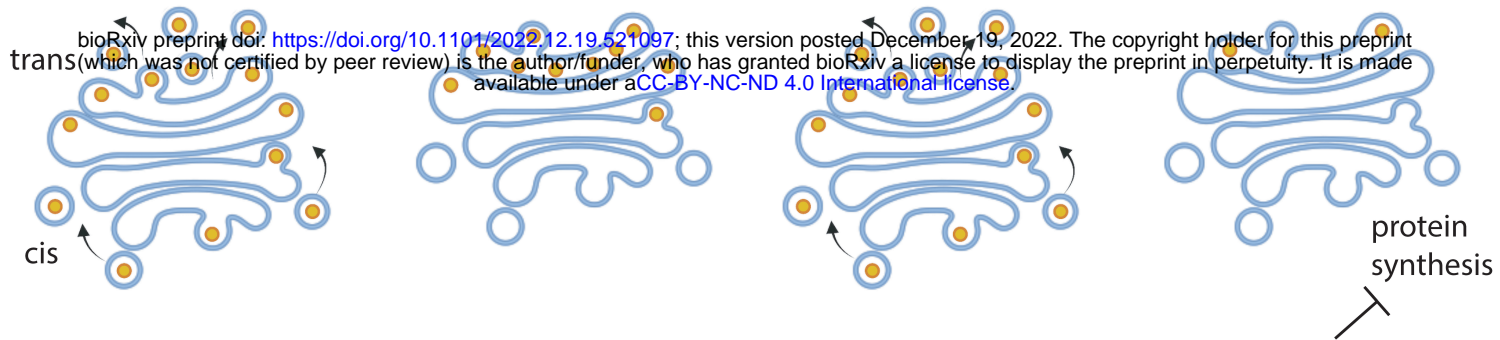 bioRxiv preprint doi: https://doi.org/10.1101/2022.12.19.521097; this version posted December 19, 2022. The copyright holder for this preprint
trans
(which was not certified by peer review) is the author/funder, who has granted bioRxiv a license to display the preprint in perpetuity. It is made
available under aCC-BY-NC-ND 4.0 International license.
cis
protein
synthesis